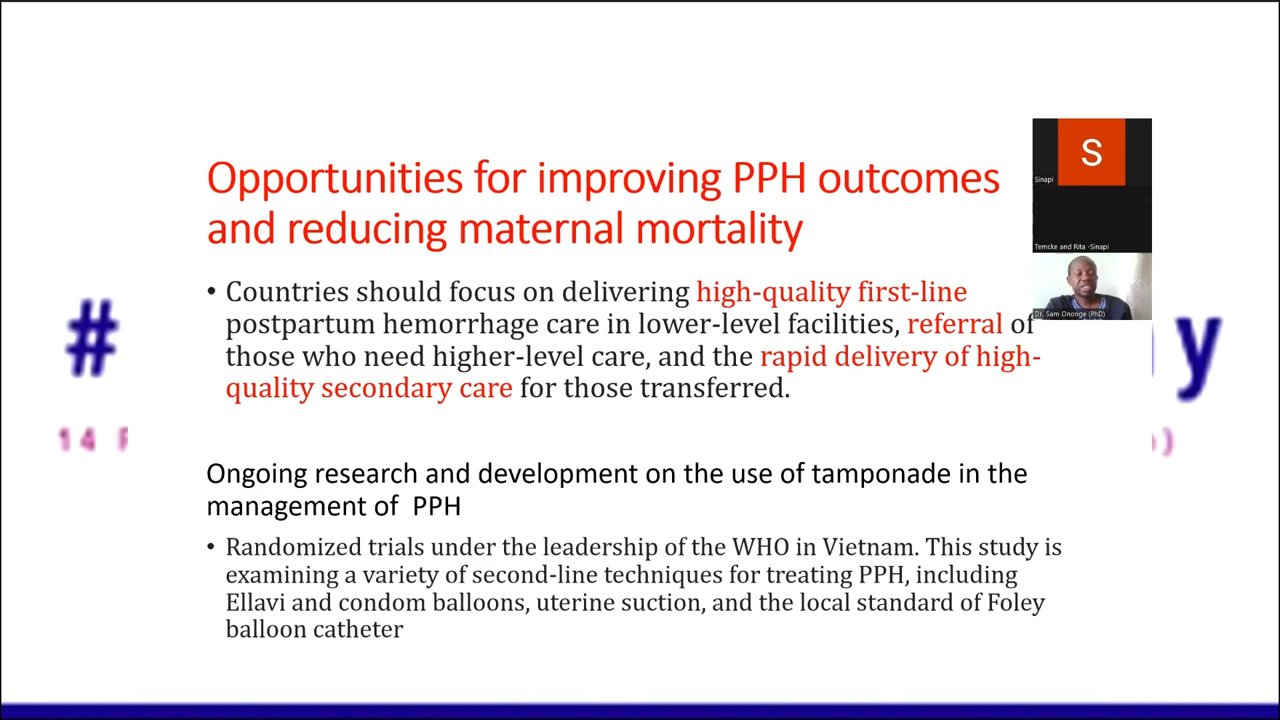 Opportunities for improving PPH outcomes
and reducing maternal mortality
• Countries should focus on delivering high-quality first-line
postpartum hemorrhage care in lower-level facilities, referral of
those who need higher-level care, and the rapid delivery of high-
quality secondary care for those transferred.
Ongoing research and development on the use of tamponade in the
management of PPH
• Randomized trials under the leadership of the WHO in Vietnam. This study is
examining a variety of second-line techniques for treating PPH, including
Ellavi and condom balloons, uterine suction, and the local standard of Foley
balloon catheter
S
Sinapi
Temcke and Rita -Sinapi
Dr. Sam Ononge (PhD)
#
y
14
)